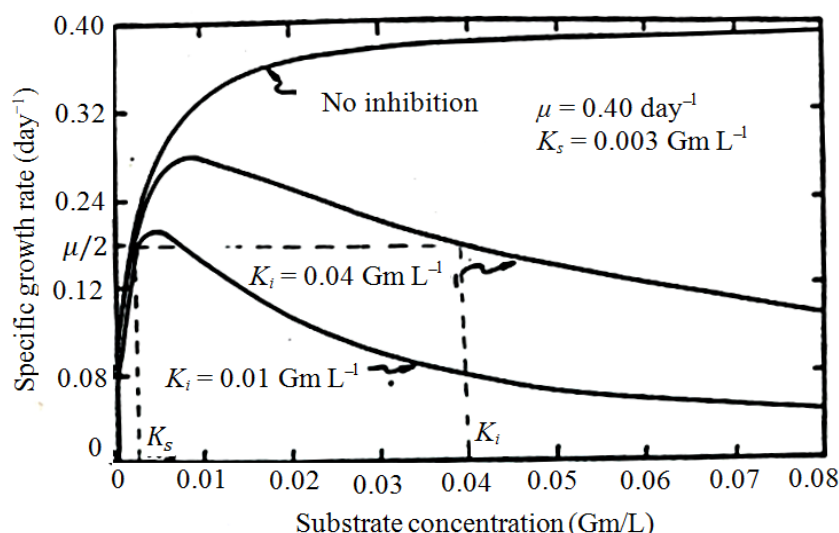 0.40
0.32
0.24
μ/2
0.12
0.08
0
Specific growth rate (day⁻¹)
No inhibition
μ = 0.40 day⁻¹
Kₛ = 0.003 Gm L⁻¹
Kᵢ = 0.04 Gm L⁻¹
Kᵢ = 0.01 Gm L⁻¹
Kₛ
Kᵢ
0 0.01 0.02 0.03 0.04 0.05 0.06 0.07 0.08
Substrate concentration (Gm/L)